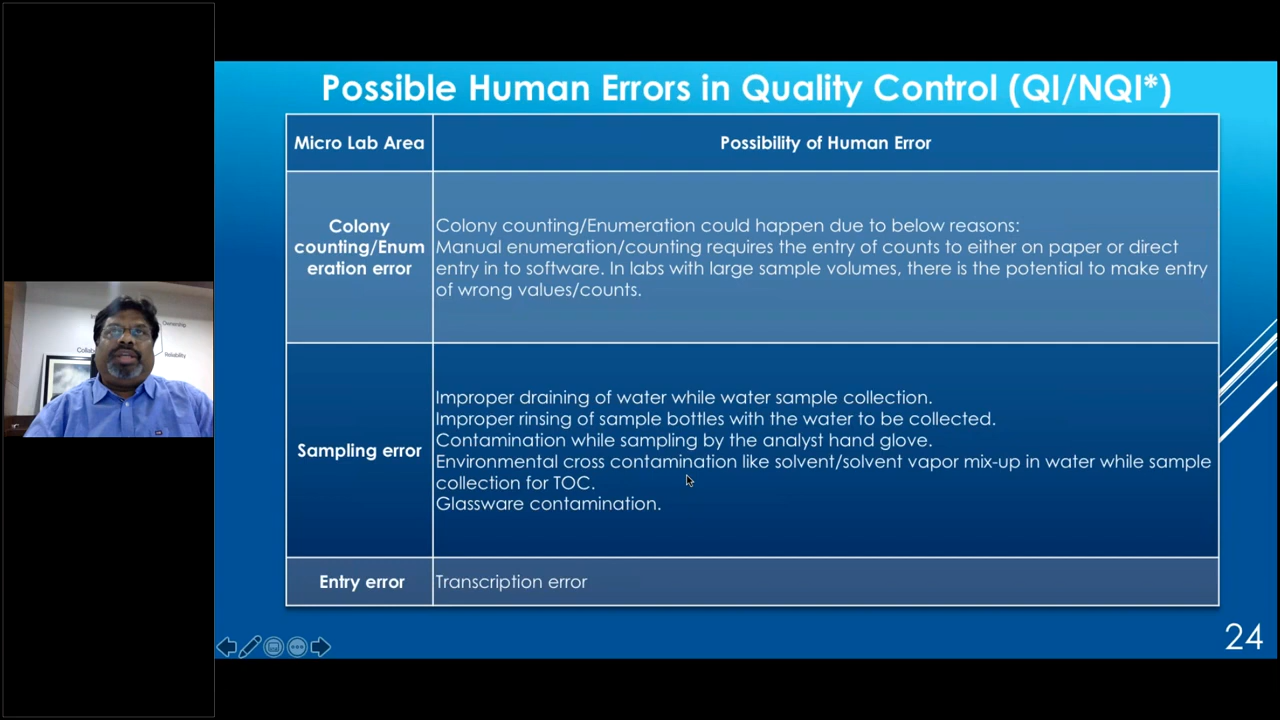 Possible Human Errors in Quality Control (QI/NQI*)
Micro Lab Area
Possibility of Human Error
Colony
counting/Enum
eration error
Colony counting/Enumeration could happen due to below reasons:
Manual enumeration/counting requires the entry of counts to either on paper or direct
entry in to software. In labs with large sample volumes, there is the potential to make entry
of wrong values/counts.
Sampling error
Improper draining of water while water sample collection.
Improper rinsing of sample bottles with the water to be collected.
Contamination while sampling by the analyst hand glove.
Environmental cross contamination like solvent/solvent vapor mix-up in water while sample
collection for TOC.
Glassware contamination.
Entry error
Transcription error
24
Owning
Reliability